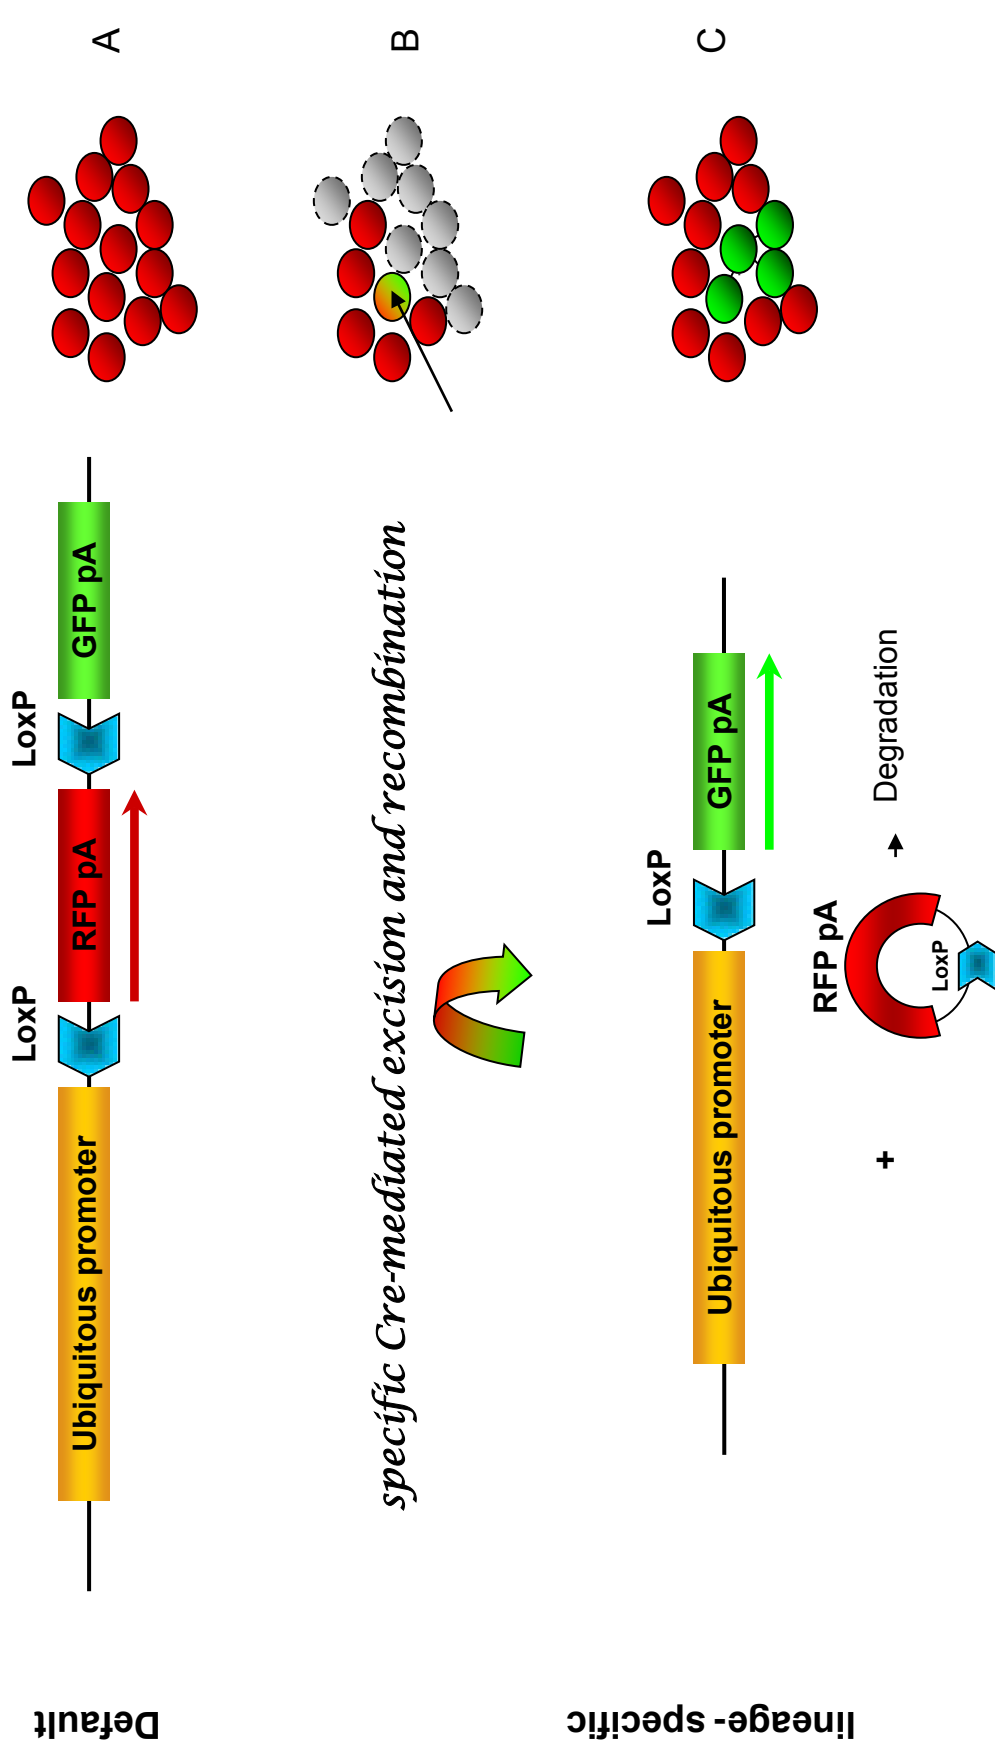 Default
LoxP
LoxP
Ubiquitous promoter
RFP pA
GFP pA
A
specific Cre-mediated excision and recombination
B
lineage-specific
LoxP
Ubiquitous promoter
GFP pA
C
+
RFP pA
LoxP
Degradation